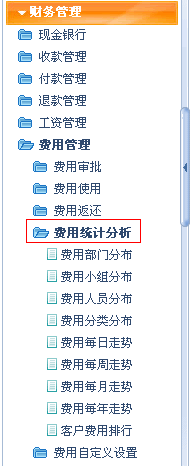 财务管理
现金银行
收款管理
付款管理
退款管理
工资管理
费用管理
费用审批
费用使用
费用返还
费用统计分析
费用部门分布
费用小组分布
费用人员分布
费用分类分布
费用每日走势
费用每周走势
费用每月走势
费用每年走势
客户费用排行
费用自定义设置